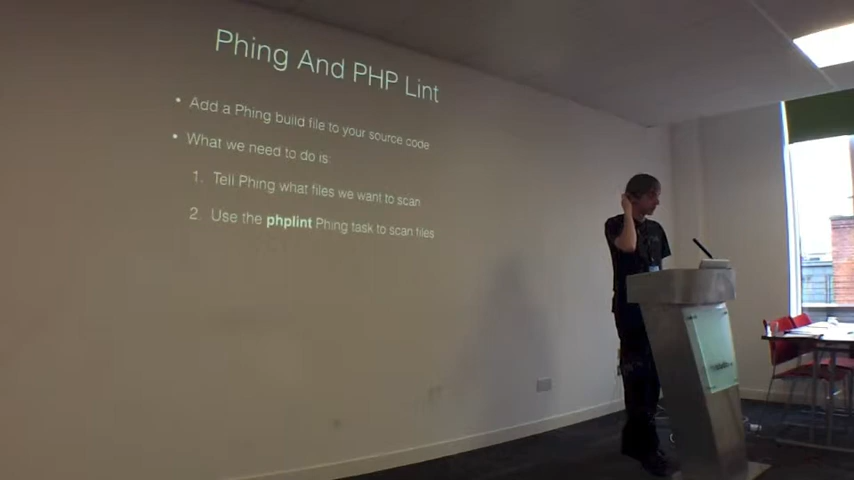 Phing And PHP Lint
• Add a Phing build file to your source code
• What we need to do is:
1. Tell Phing what files we want to scan
2. Use the phplint Phing task to scan files